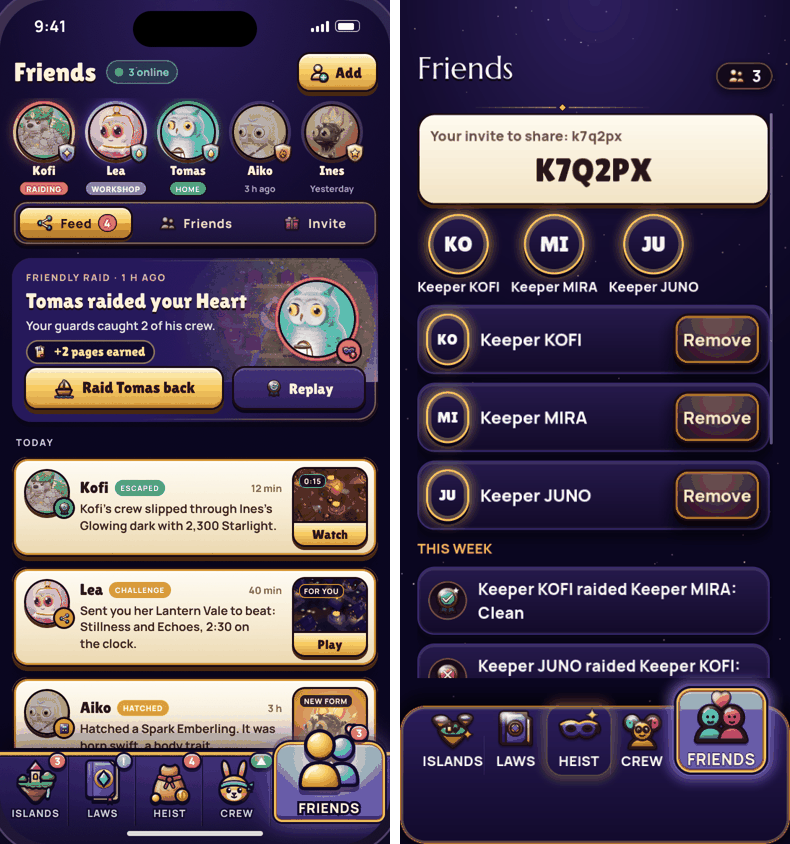 9:41
Friends
3 online
Add
Kofi
Lea
Tomas
Aiko
Ines
RAIDING
WORKSHOP
HOME
3 h ago
Yesterday
Feed 4
Friends
Invite
FRIENDLY RAID · 1 H AGO
Tomas raided your Heart
Your guards caught 2 of his crew.
+2 pages earned
Raid Tomas back
Replay
TODAY
Kofi ESCAPED 12 min
Kofi's crew slipped through Ines's
Glowing dark with 2,300 Starlight.
0:15
Watch
Lea CHALLENGE 40 min
Sent you her Lantern Vale to beat:
Stillness and Echoes, 2:30 on
the clock.
FOR YOU
Play
Aiko HATCHED 3 h
Hatched a Spark Emberling. It was
born swift, a body trait
NEW FORM
3
!
4
3
ISLANDS
LAWS
HEIST
CREW
FRIENDS
Friends
3
Your invite to share: k7q2px
K7Q2PX
KO
MI
JU
Keeper KOFI
Keeper MIRA
Keeper JUNO
KO Keeper KOFI Remove
MI Keeper MIRA Remove
JU Keeper JUNO Remove
THIS WEEK
Keeper KOFI raided Keeper MIRA:
Clean
Keeper JUNO raided Keeper KOFI:
ISLANDS
LAWS
HEIST
CREW
FRIENDS